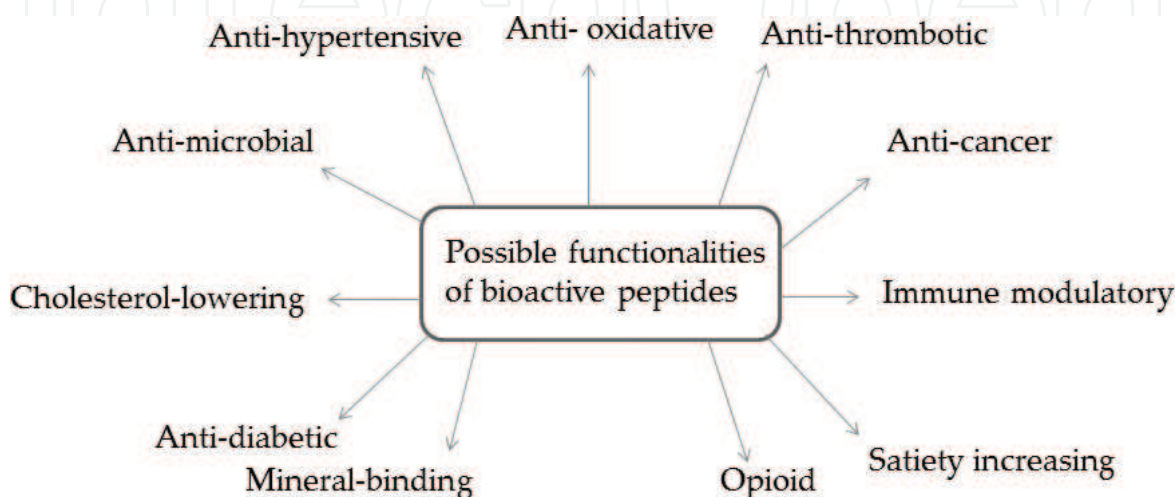 Anti-hypertensive
Anti- oxidative
Anti-thrombotic
Anti-microbial
Anti-cancer
Possible functionalities
of bioactive peptides
Cholesterol-lowering
Immune modulatory
Anti-diabetic
Mineral-binding
Opioid
Satiety increasing